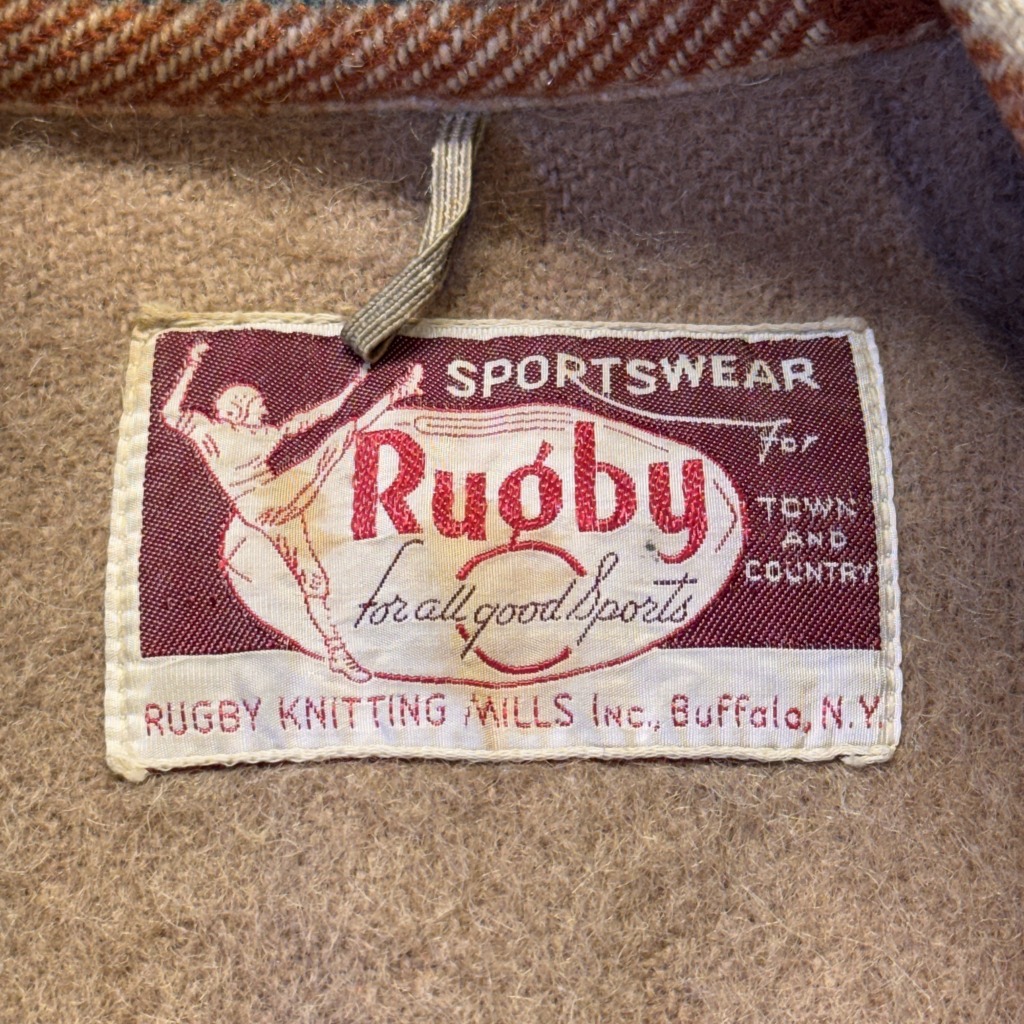 SPORTSWEAR
for
Rugby
TOWN
AND
COUNTRY
for all good Sports
RUGBY KNITTING MILLS Inc., Buffalo, N.Y.